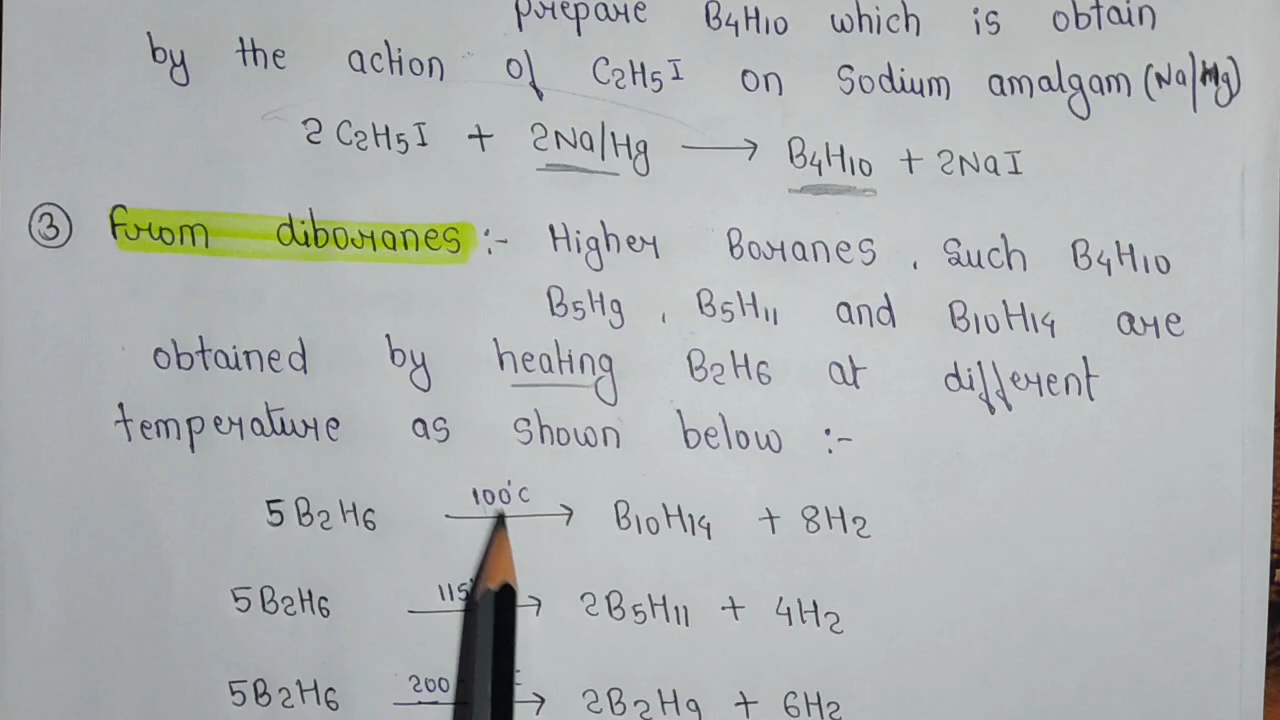 prepare B4H10 which is obtain
by the action of C2H5I on Sodium amalgam (Na/Hg)
2 C2H5I + 2Na/Hg → B4H10 + 2NaI
③ From diboranes :- Higher Boranes, Such B4H10
B5H9, B5H11 and B10H14 are
obtained by heating B2H6 at different
temperature as shown below :-
5B2H6 100°C → B10H14 + 8H2
5B2H6 115 → 2B5H11 + 4H2
5B2H6 200 → 2B2H9 + 6H2